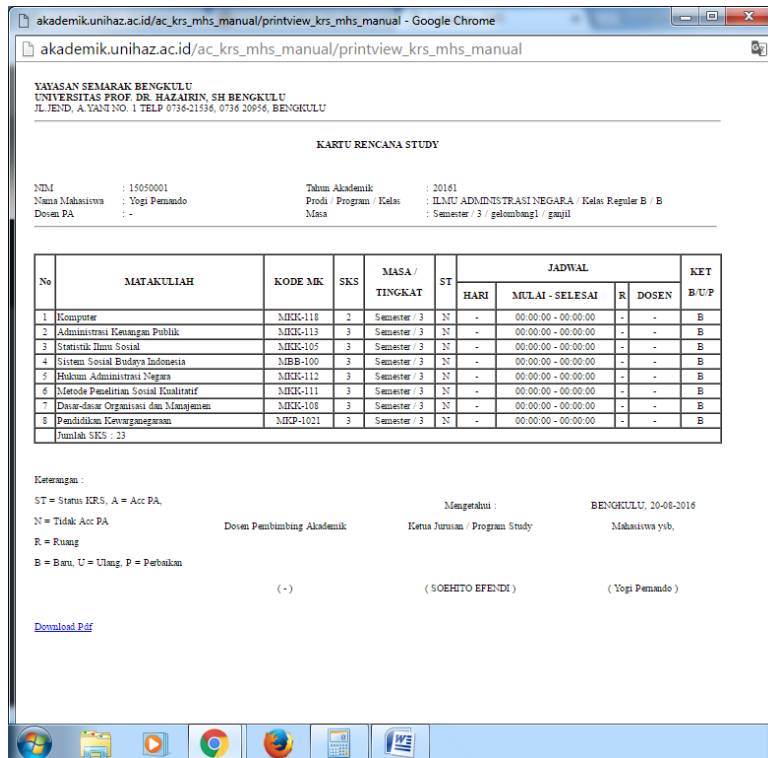 akademik.unihaz.ac.id/ac_krs_mhs_manual/printview_krs_mhs_manual - Google Chrome
akademik.unihaz.ac.id/ac_krs_mhs_manual/printview_krs_mhs_manual
YAYASAN SEMARAK BENGKULU
UNIVERSITAS PROF. DR. HAZAIRIN, SH BENGKULU
JL.JEND, A.YANI NO. 1 TELP 0736-21536, 0736 20956, BENGKULU
KARTU RENCANA STUDY
NIM : 15050001 Tahun Akademik : 20161
Nama Mahasiswa : Yogi Pernando Prodi / Program / Kelas : ILMU ADMINISTRASI NEGARA / Kelas Reguler B / B
Dosen PA : - Masa : Semester / 3 / gelombang1 / ganjil
No MATAKULIAH KODE MK SKS MASA / TINGKAT ST JADWAL KET B/U/P
HARI MULAI - SELESAI R DOSEN
1 Komputer MKK-118 2 Semester / 3 N - 00:00:00 - 00:00:00 - - B
2 Administrasi Keuangan Publik MKK-113 3 Semester / 3 N - 00:00:00 - 00:00:00 - - B
3 Statistik Ilmu Sosial MKK-105 3 Semester / 3 N - 00:00:00 - 00:00:00 - - B
4 Sistem Sosial Budaya Indonesia MBB-100 3 Semester / 3 N - 00:00:00 - 00:00:00 - - B
5 Hukum Administrasi Negara MKK-112 3 Semester / 3 N - 00:00:00 - 00:00:00 - - B
6 Metode Penelitian Sosial Kualitatif MKK-111 3 Semester / 3 N - 00:00:00 - 00:00:00 - - B
7 Dasar-dasar Organisasi dan Manajemen MKK-108 3 Semester / 3 N - 00:00:00 - 00:00:00 - - B
8 Pendidikan Kewarganegaraan MKP-1021 3 Semester / 3 N - 00:00:00 - 00:00:00 - - B
Jumlah SKS : 23
Keterangan :
ST = Status KRS, A = Acc PA,
N = Tidak Acc PA
R = Ruang
B = Baru, U = Ulang, P = Perbaikan
Dosen Pembimbing Akademik
( - )
Mengetahui :
Ketua Jurusan / Program Study
( SOEHITO EFENDI )
BENGKULU, 20-08-2016
Mahasiswa ysb,
( Yogi Pernando )
Download Pdf